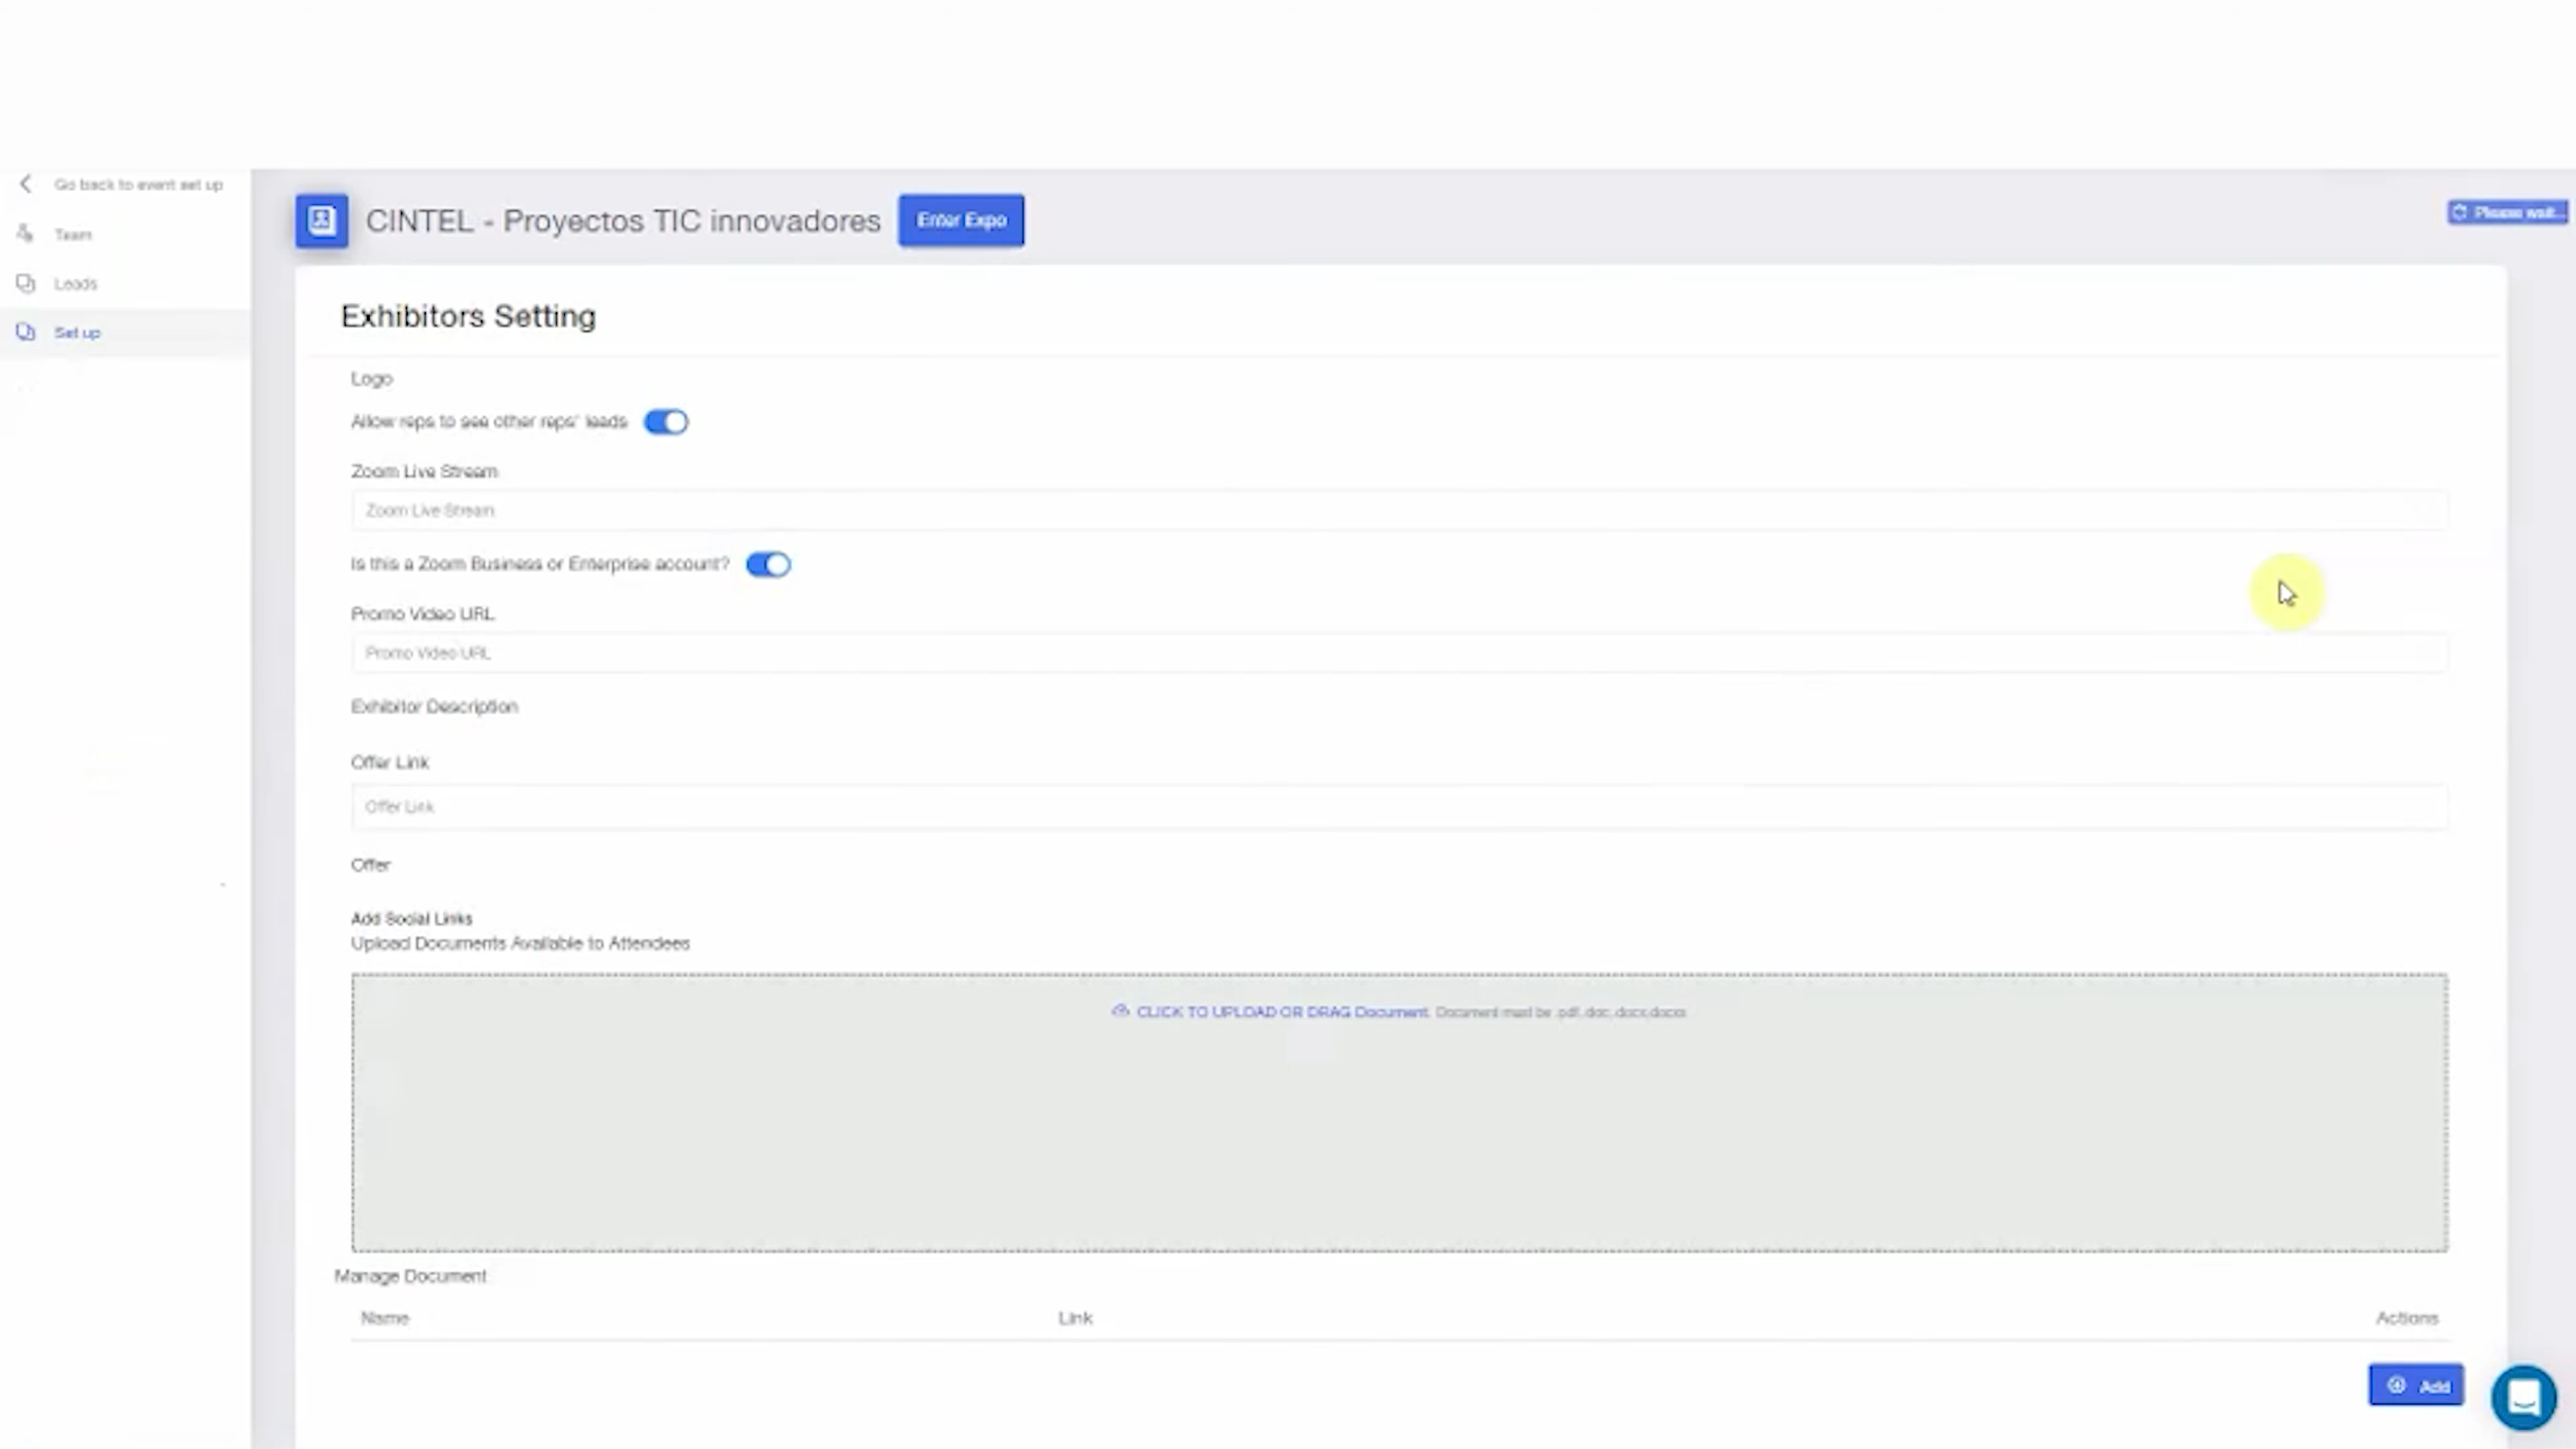 Go back to event set up
Team
Leads
Set up
CINTEL - Proyectos TIC innovadores
Enter Expo
Please wait...
Exhibitors Setting
Logo
Allow reps to see other reps' leads
Zoom Live Stream
Zoom Live Stream
Is this a Zoom Business or Enterprise account?
Promo Video URL
Promo Video URL
Exhibitor Description
Offer Link
Offer Link
Offer
Add Social Links
Upload Documents Available to Attendees
CLICK TO UPLOAD OR DRAG Document. Document must be .pdf,.doc,.docx
Manage Document
Name Link Actions
Add